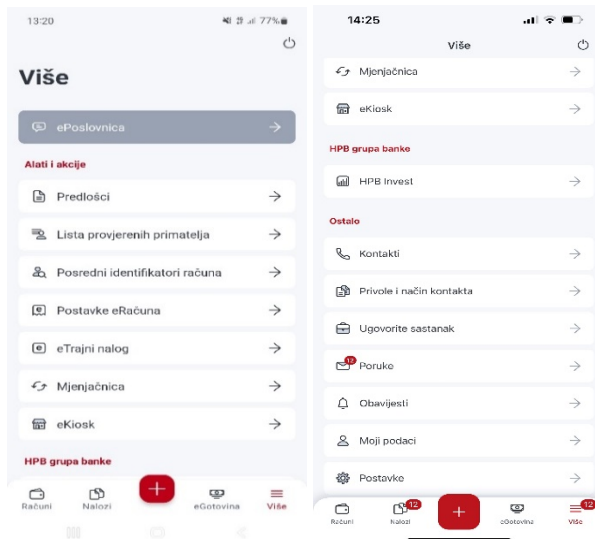 13:20
77%
Više
ePoslovnica
Alati i akcije
Predlošci
Lista provjerenih primatelja
Posredni identifikatori računa
Postavke eRačuna
eTrajni nalog
Mjenjačnica
eKiosk
HPB grupa banke
Računi
Nalozi
eGotovina
Više
14:25
Više
Mjenjačnica
eKiosk
HPB grupa banke
HPB Invest
Ostalo
Kontakti
Privole i način kontakta
Ugovorite sastanak
12
Poruke
Obavijesti
Moji podaci
Postavke
12
12
Računi
Nalozi
eGotovina
Više